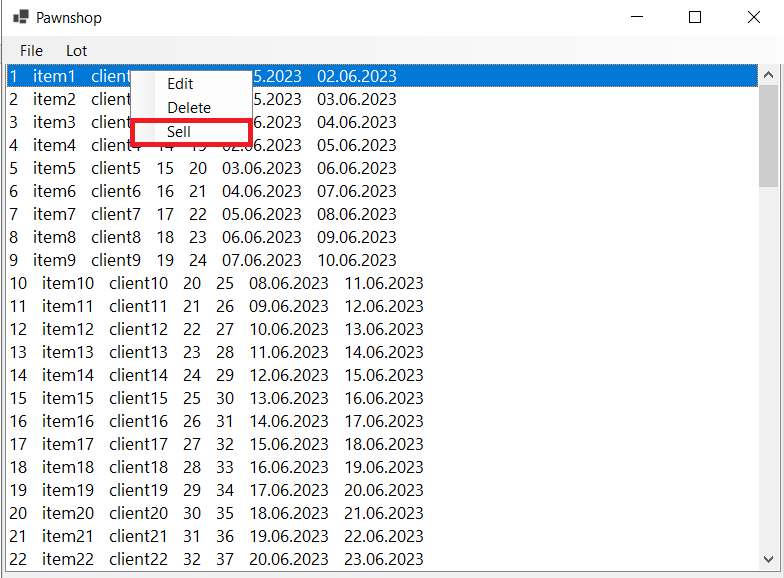 Pawnshop
File Lot
1 item1 client 5.2023 02.06.2023
2 item2 client 5.2023 03.06.2023
3 item3 client 6.2023 04.06.2023
4 item4 05.06.2023
5 item5 client5 15 20 03.06.2023 06.06.2023
6 item6 client6 16 21 04.06.2023 07.06.2023
7 item7 client7 17 22 05.06.2023 08.06.2023
8 item8 client8 18 23 06.06.2023 09.06.2023
9 item9 client9 19 24 07.06.2023 10.06.2023
10 item10 client10 20 25 08.06.2023 11.06.2023
11 item11 client11 21 26 09.06.2023 12.06.2023
12 item12 client12 22 27 10.06.2023 13.06.2023
13 item13 client13 23 28 11.06.2023 14.06.2023
14 item14 client14 24 29 12.06.2023 15.06.2023
15 item15 client15 25 30 13.06.2023 16.06.2023
16 item16 client16 26 31 14.06.2023 17.06.2023
17 item17 client17 27 32 15.06.2023 18.06.2023
18 item18 client18 28 33 16.06.2023 19.06.2023
19 item19 client19 29 34 17.06.2023 20.06.2023
20 item20 client20 30 35 18.06.2023 21.06.2023
21 item21 client21 31 36 19.06.2023 22.06.2023
22 item22 client22 32 37 20.06.2023 23.06.2023
Edit
Delete
Sell